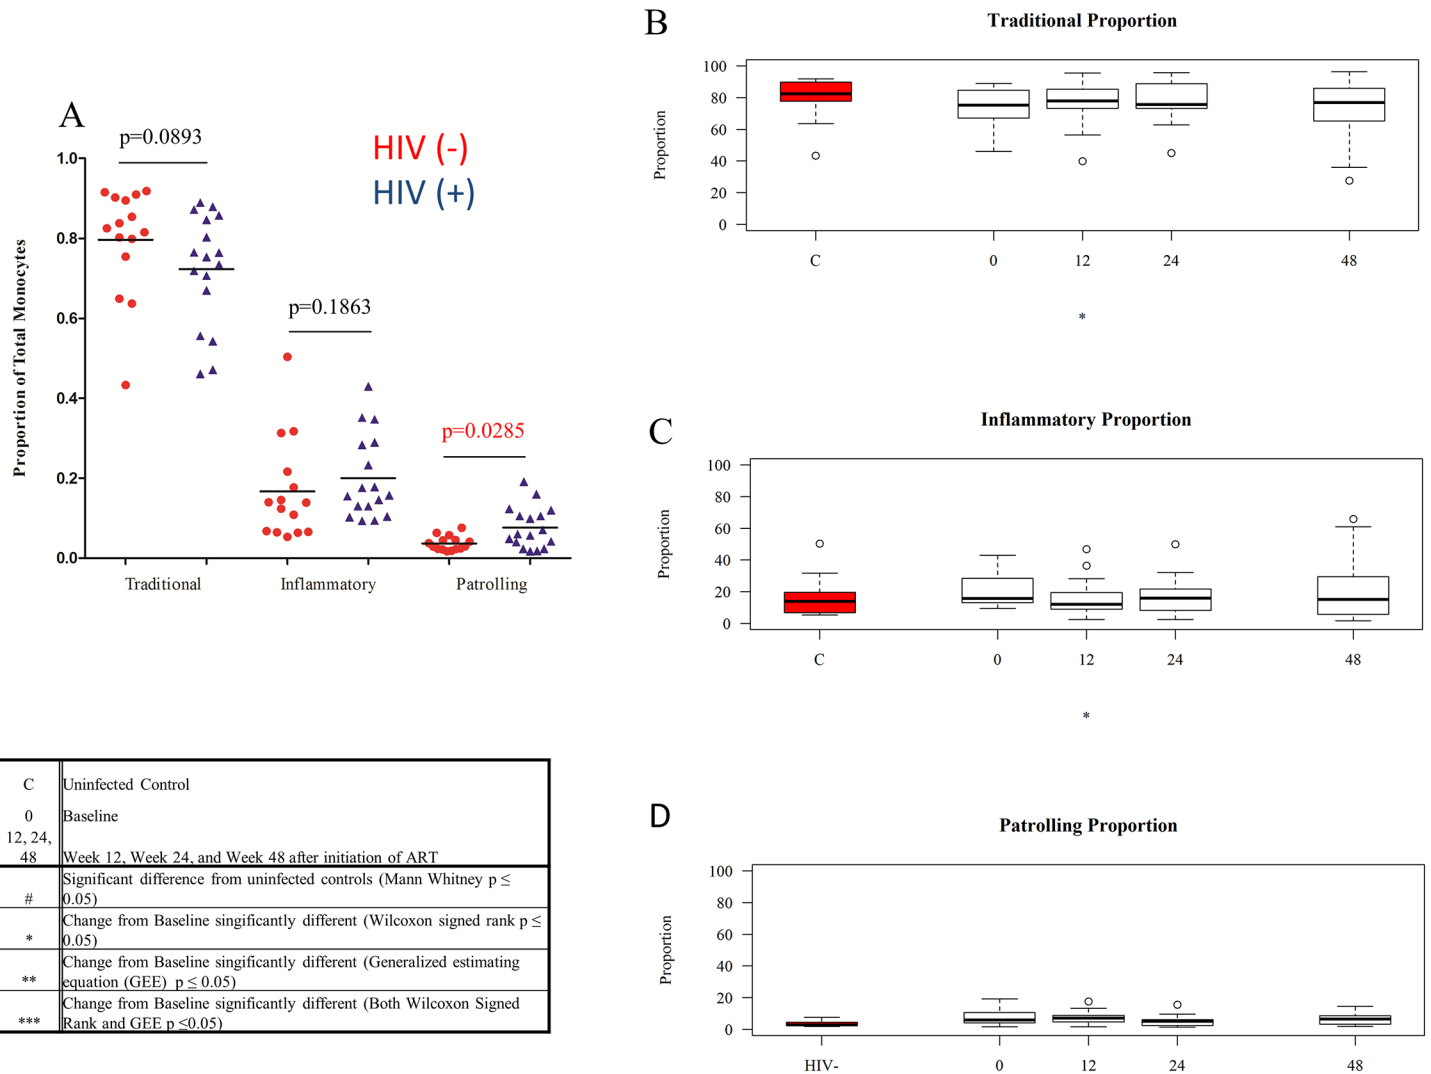 A
p=0.0893
HIV (-)
HIV (+)
Proportion of Total Monocytes
1.0
0.8
0.6
0.4
0.2
0.0
p=0.1863
p=0.0285
Traditional
Inflammatory
Patrolling
B
Traditional Proportion
Proportion
100
80
60
40
20
0
C
0
12
24
48
*
C
Inflammatory Proportion
Proportion
100
80
60
40
20
0
C
0
12
24
48
*
D
Patrolling Proportion
Proportion
100
80
60
40
20
0
HIV-
0
12
24
48
C Uninfected Control
0 Baseline
12, 24,
48 Week 12, Week 24, and Week 48 after initiation of ART
Significant difference from uninfected controls (Mann Whitney p ≤
# 0.05)
Change from Baseline singificantly different (Wilcoxon signed rank p ≤
* 0.05)
Change from Baseline singificantly different (Generalized estimating
** equation (GEE) p ≤ 0.05)
Change from Baseline significantly different (Both Wilcoxon Signed
*** Rank and GEE p ≤0.05)